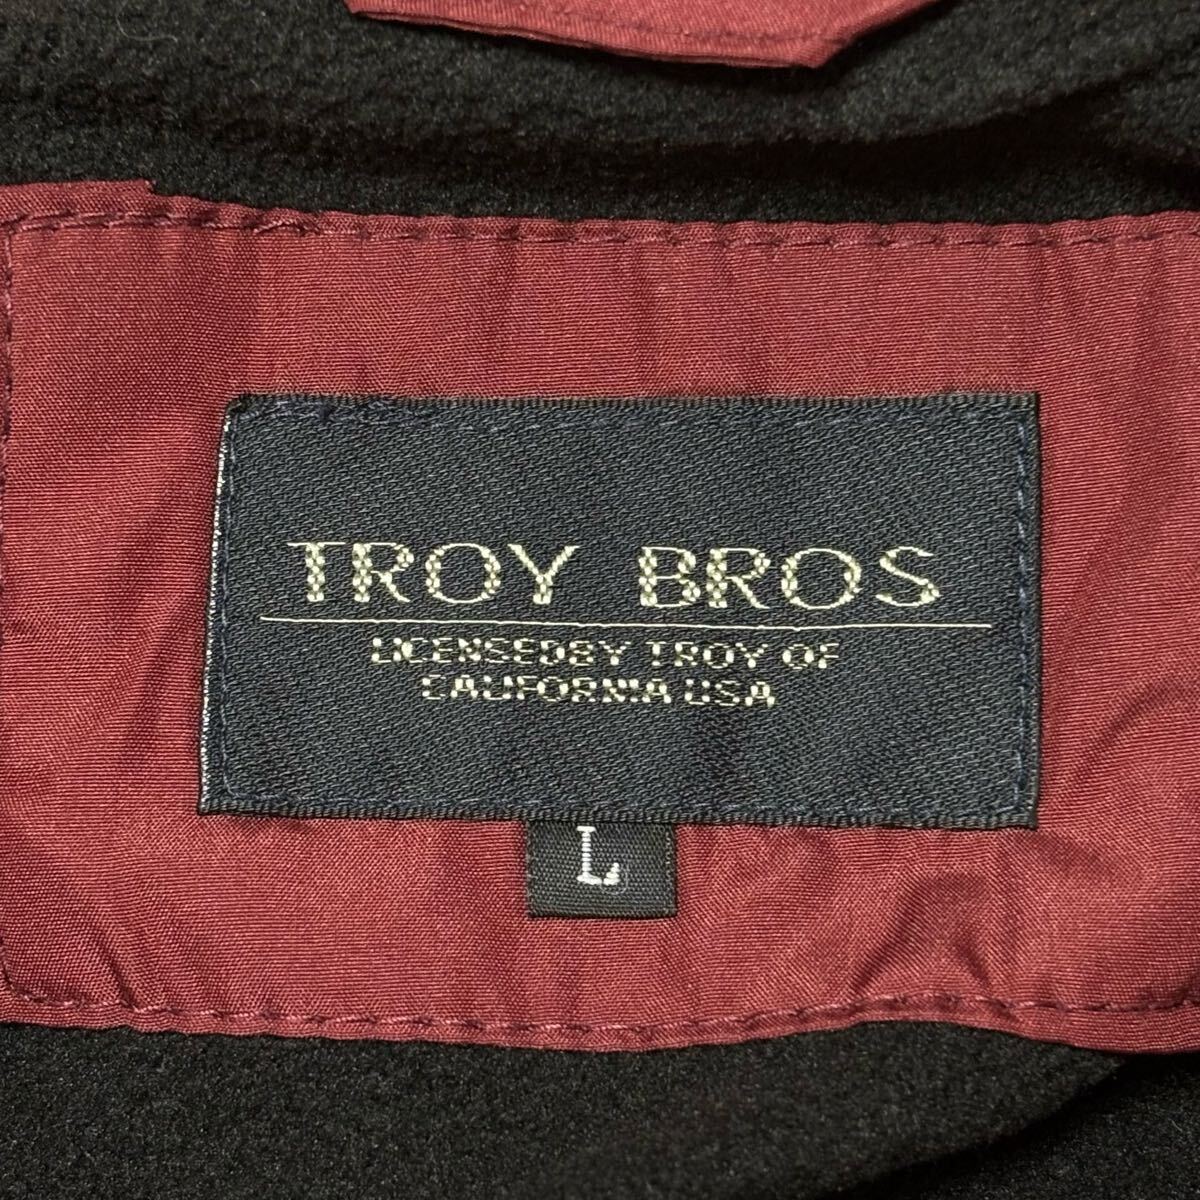 TROY BROS
LICENSEDBY TROY OF
CALIFORNIA USA
L